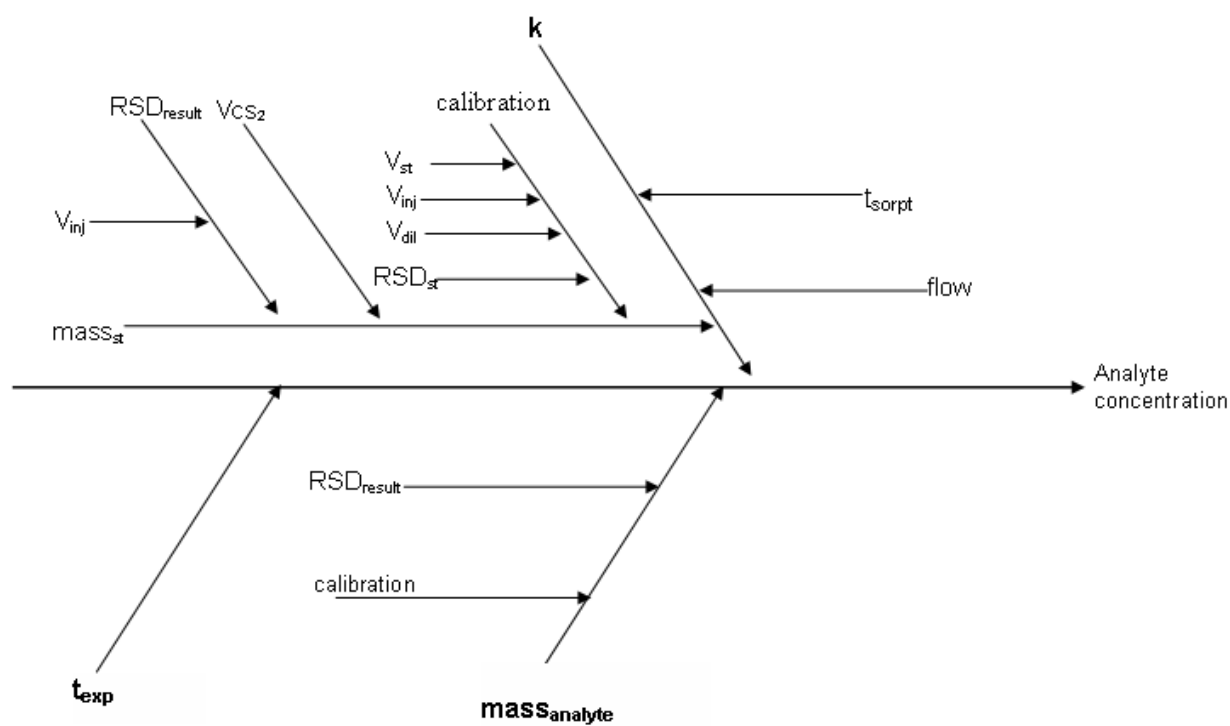 k
RSDresult VCS2
calibration
Vst
Vinj
tsorpt
Vinj
Vdil
RSDst
flow
massst
Analyte
concentration
RSDresult
calibration
texp
massanalyte